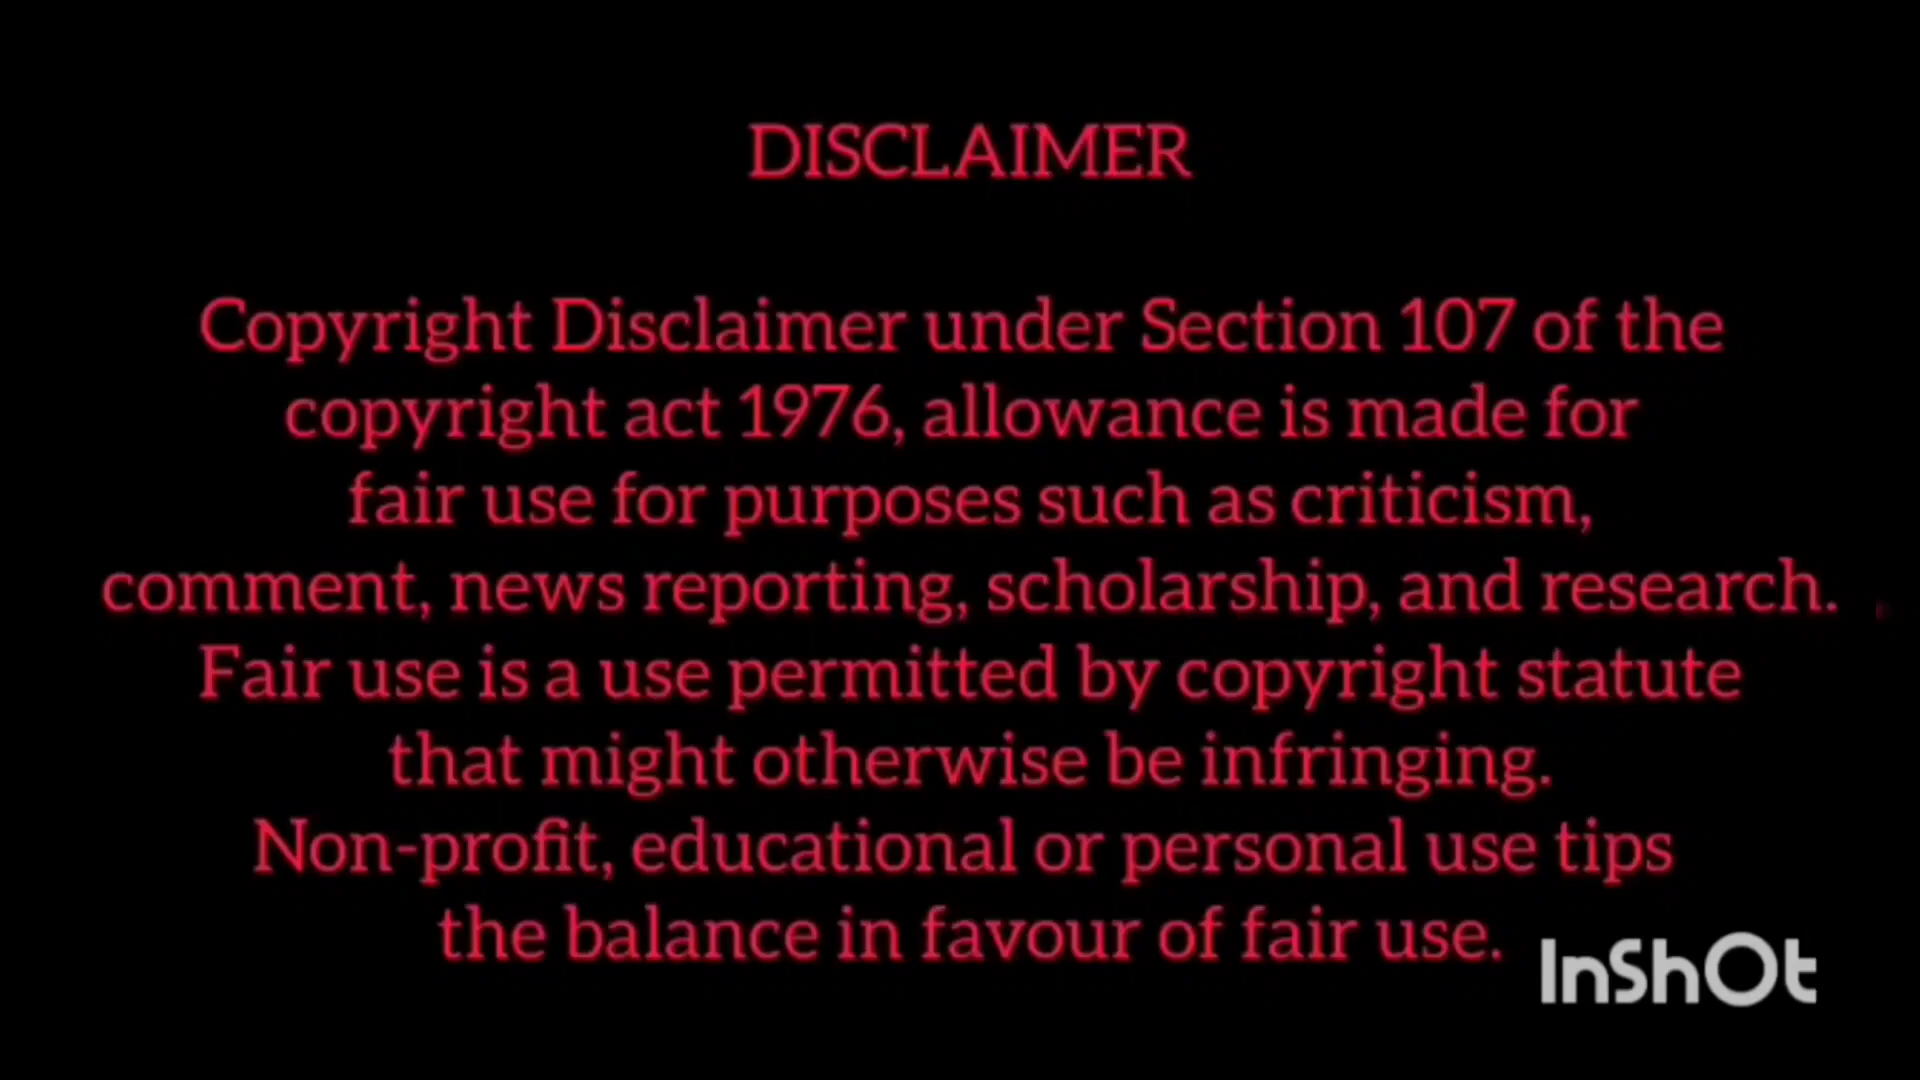 DISCLAIMER
Copyright Disclaimer under Section 107 of the
copyright act 1976, allowance is made for
fair use for purposes such as criticism,
comment, news reporting, scholarship, and research.
Fair use is a use permitted by copyright statute
that might otherwise be infringing.
Non-profit, educational or personal use tips
the balance in favour of fair use.
InShOt